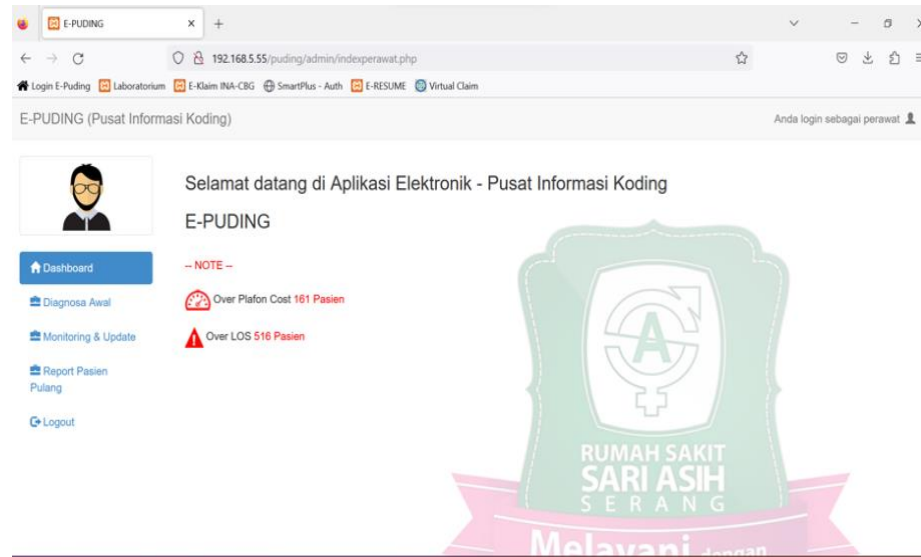 E-PUDING
192.168.5.55/puding/admin/indexperawat.php
Login E-Puding Laboratorium E-Klaim INA-CBG SmartPlus - Auth E-RESUME Virtual Claim
E-PUDING (Pusat Informasi Koding)
Anda login sebagai perawat
Selamat datang di Aplikasi Elektronik - Pusat Informasi Koding
E-PUDING
Dashboard
Diagnosa Awal
Monitoring & Update
Report Pasien
Pulang
Logout
-- NOTE --
Over Plafon Cost 161 Pasien
Over LOS 516 Pasien
A
RUMAH SAKIT
SARI ASIH
SERANG
Melayani dengan